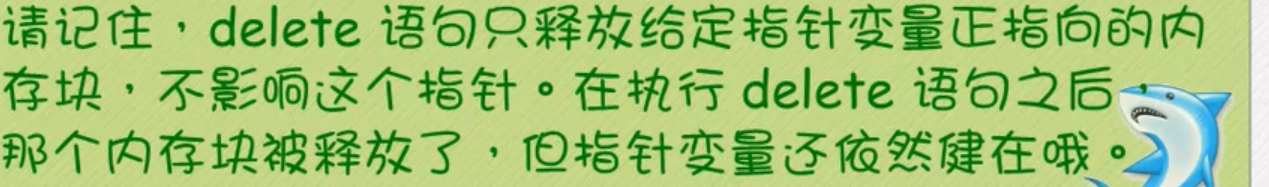 请记住，delete 语句只释放给定指针变量正指向的内
存块，不影响这个指针。在执行 delete 语句之后，
那个内存块被释放了，但指针变量还依然健在哦。